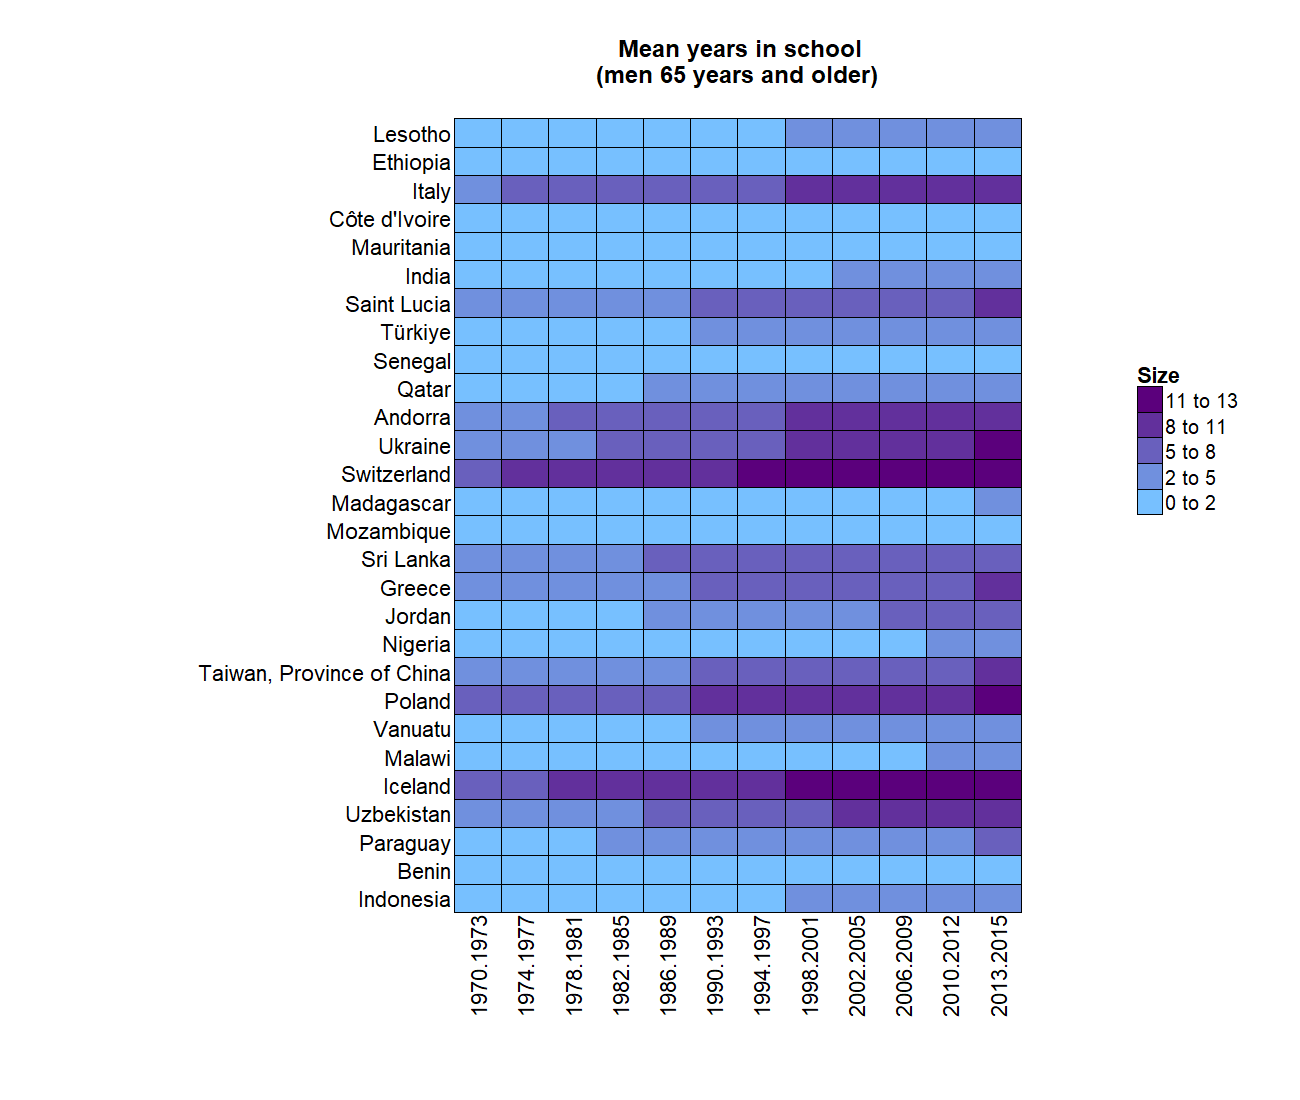 Mean years in school
(men 65 years and older)
Lesotho
Ethiopia
Italy
Côte d'Ivoire
Mauritania
India
Saint Lucia
Türkiye
Senegal
Qatar
Andorra
Ukraine
Switzerland
Madagascar
Mozambique
Sri Lanka
Greece
Jordan
Nigeria
Taiwan, Province of China
Poland
Vanuatu
Malawi
Iceland
Uzbekistan
Paraguay
Benin
Indonesia
1970.1973
1974.1977
1978.1981
1982.1985
1986.1989
1990.1993
1994.1997
1998.2001
2002.2005
2006.2009
2010.2012
2013.2015
Size
11 to 13
8 to 11
5 to 8
2 to 5
0 to 2